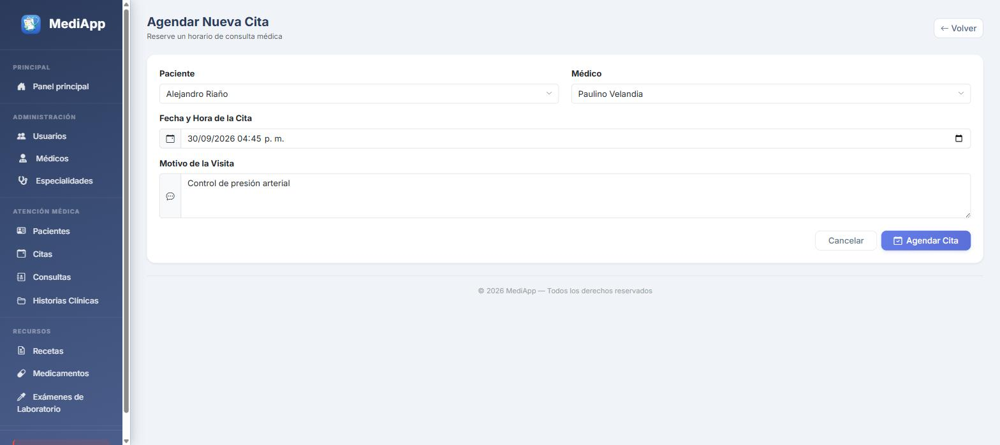 MediApp
PRINCIPAL
Panel principal
ADMINISTRACIÓN
Usuarios
Médicos
Especialidades
ATENCIÓN MÉDICA
Pacientes
Citas
Consultas
Historias Clínicas
RECURSOS
Recetas
Medicamentos
Exámenes de
Laboratorio
Agendar Nueva Cita
Reserve un horario de consulta médica
← Volver
Paciente
Alejandro Riaño
Médico
Paulino Velandia
Fecha y Hora de la Cita
30/09/2026 04:45 p. m.
Motivo de la Visita
Control de presión arterial
Cancelar
Agendar Cita
© 2026 MediApp — Todos los derechos reservados